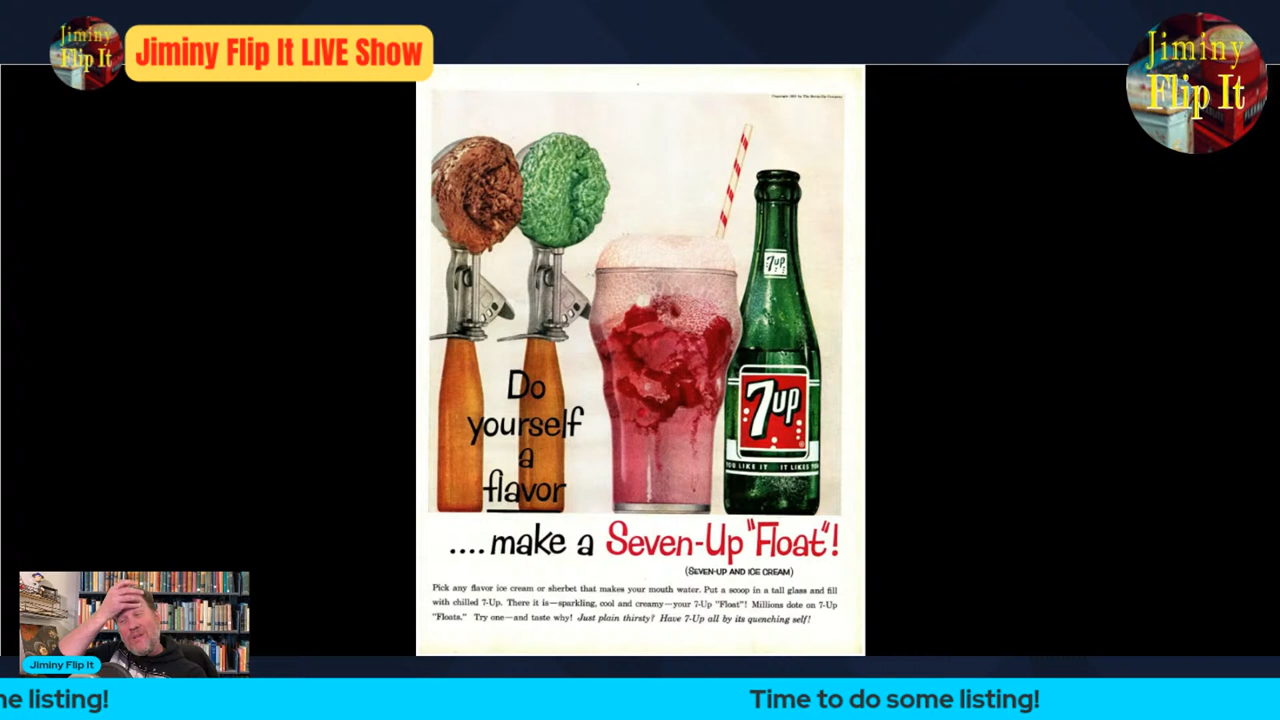 Jiminy
Flip It
Jiminy Flip It LIVE Show
Jiminy
Flip It
7up
Do
yourself
a
flavor
7up
YOU LIKE IT IT LIKES YOU
....make a Seven-Up "Float"!
(SEVEN-UP AND ICE CREAM)
Pick any flavor ice cream or sherbet that makes your mouth water. Put a scoop in a tall glass and fill
with chilled 7-Up. There it is—sparkling, cool and creamy—your 7-Up "Float"! Millions dote on 7-Up
"Floats." Try one—and taste why! Just plain thirsty? Have 7-Up all by its quenching self!
Jiminy Flip It
me listing!
Time to do some listing!